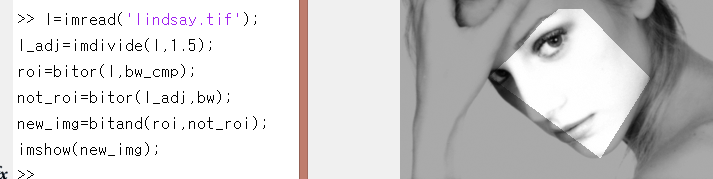 >> I=imread('lindsay.tif');
I_adj=imdivide(I,1.5);
roi=bitor(I,bw_cmp);
not_roi=bitor(I_adj,bw);
new_img=bitand(roi,not_roi);
imshow(new_img);
fx >>